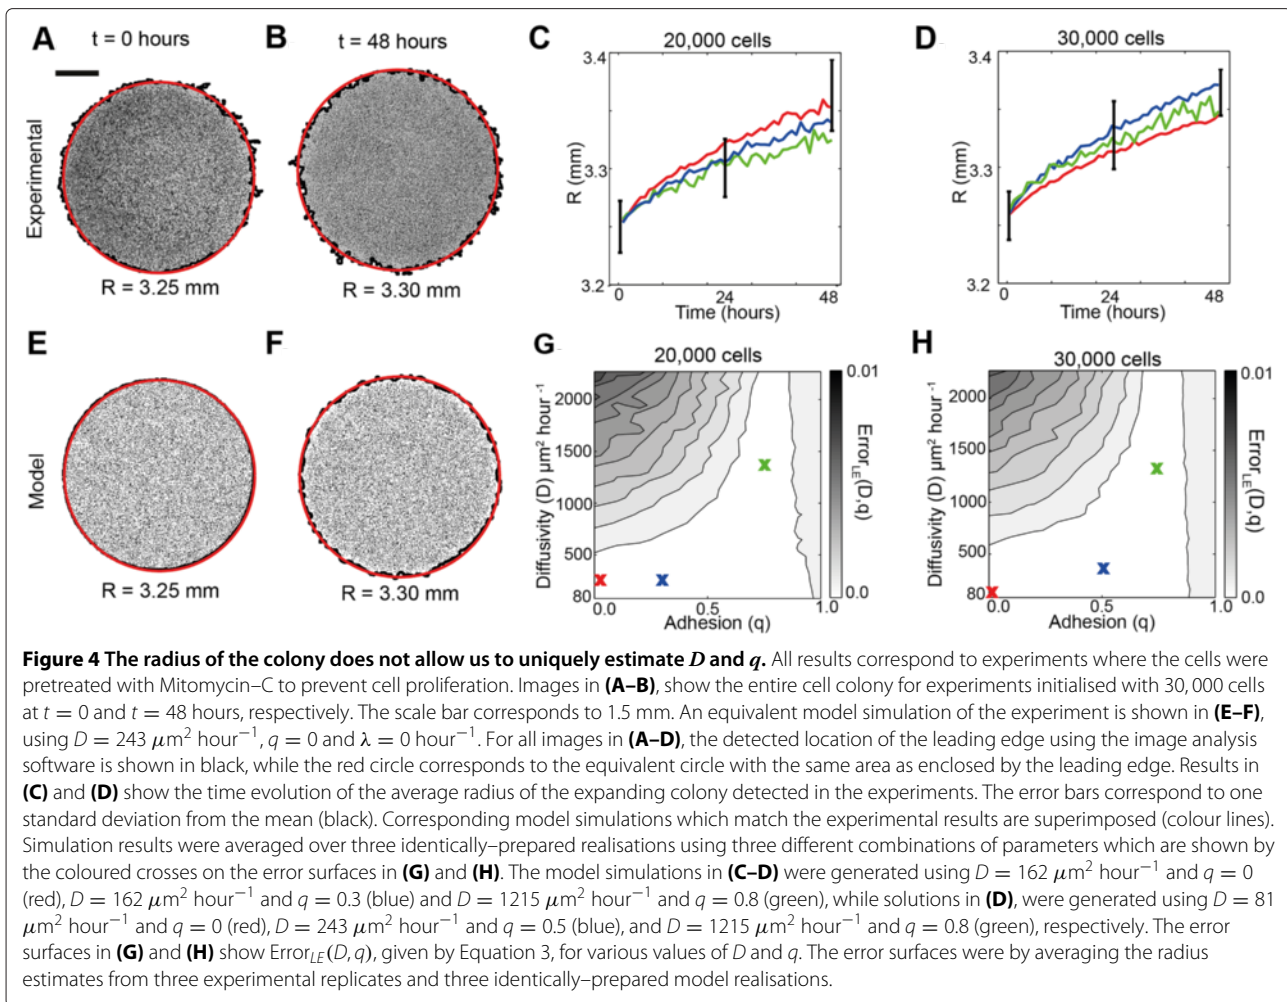 A
t = 0 hours
B
t = 48 hours
C
20,000 cells
D
30,000 cells
Experimental
R = 3.25 mm
R = 3.30 mm
3.4
3.3
3.2
R (mm)
0
24
48
Time (hours)
3.4
3.3
3.2
R (mm)
0
24
48
Time (hours)
E
F
G
20,000 cells
H
30,000 cells
Model
R = 3.25 mm
R = 3.30 mm
Diffusivity (D) µm² hour⁻¹
2000
1500
1000
500
80
0.0
0.5
1.0
Adhesion (q)
0.01
0.0
Error_LE(D,q)
Diffusivity (D) µm² hour⁻¹
2000
1500
1000
500
80
0.0
0.5
1.0
Adhesion (q)
0.01
0.0
Error_LE(D,q)
Figure 4 The radius of the colony does not allow us to uniquely estimate D and q. All results correspond to experiments where the cells were
pretreated with Mitomycin–C to prevent cell proliferation. Images in (A–B), show the entire cell colony for experiments initialised with 30, 000 cells
at t = 0 and t = 48 hours, respectively. The scale bar corresponds to 1.5 mm. An equivalent model simulation of the experiment is shown in (E–F),
using D = 243 μm² hour⁻¹, q = 0 and λ = 0 hour⁻¹. For all images in (A–D), the detected location of the leading edge using the image analysis
software is shown in black, while the red circle corresponds to the equivalent circle with the same area as enclosed by the leading edge. Results in
(C) and (D) show the time evolution of the average radius of the expanding colony detected in the experiments. The error bars correspond to one
standard deviation from the mean (black). Corresponding model simulations which match the experimental results are superimposed (colour lines).
Simulation results were averaged over three identically–prepared realisations using three different combinations of parameters which are shown by
the coloured crosses on the error surfaces in (G) and (H). The model simulations in (C–D) were generated using D = 162 μm² hour⁻¹ and q = 0
(red), D = 162 μm² hour⁻¹ and q = 0.3 (blue) and D = 1215 μm² hour⁻¹ and q = 0.8 (green), while solutions in (D), were generated using D = 81
μm² hour⁻¹ and q = 0 (red), D = 243 μm² hour⁻¹ and q = 0.5 (blue), and D = 1215 μm² hour⁻¹ and q = 0.8 (green), respectively. The error
surfaces in (G) and (H) show Error_LE(D, q), given by Equation 3, for various values of D and q. The error surfaces were by averaging the radius
estimates from three experimental replicates and three identically–prepared model realisations.